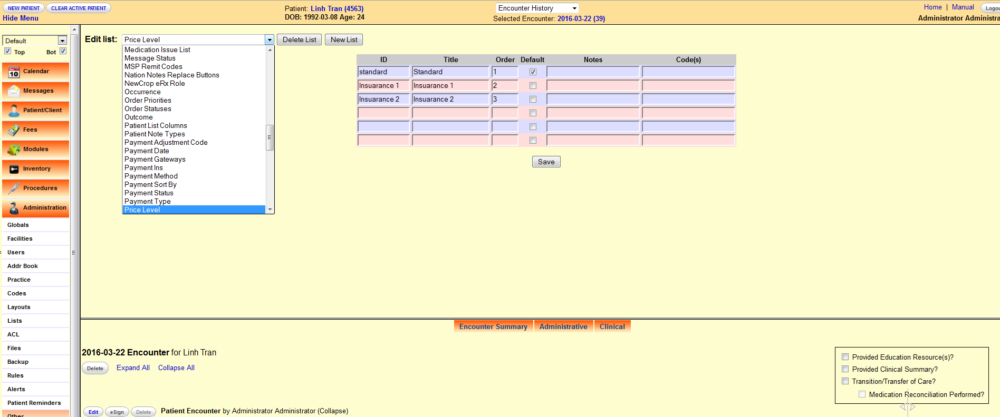 NEW PATIENT CLEAR ACTIVE PATIENT
Hide Menu
Patient: Linh Tran (4563)
DOB: 1992-03-08 Age: 24
Encounter History
Selected Encounter: 2016-03-22 (39)
Home | Manual
Administrator
Default
Top Bot
10
Calendar
Messages
Patient/Client
Fees
Modules
Inventory
Procedures
Administration
Globals
Facilities
Users
Addr Book
Practice
Codes
Layouts
Lists
ACL
Files
Backup
Rules
Alerts
Patient Reminders
Other
Edit list: Price Level Delete List New List
Medication Issue List
Message Status
MSP Remit Codes
Nation Notes Replace Buttons
NewCrop eRx Role
Occurrence
Order Priorities
Order Statuses
Outcome
Patient List Columns
Patient Note Types
Payment Adjustment Code
Payment Date
Payment Gateways
Payment Ins
Payment Method
Payment Sort By
Payment Status
Payment Type
Price Level
ID Title Order Default Notes Code(s)
standard Standard 1
Insuarance 1 Insuarance 1 2
Insuarance 2 Insuarance 2 3
Save
Encounter Summary Administrative Clinical
2016-03-22 Encounter for Linh Tran
Delete Expand All Collapse All
Provided Education Resource(s)?
Provided Clinical Summary?
Transition/Transfer of Care?
Medication Reconciliation Performed?
Edit eSign Delete Patient Encounter by Administrator Administrator (Collapse)